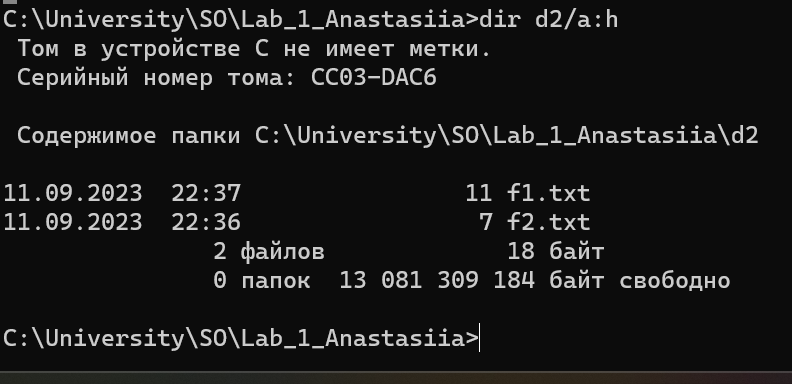 C:\University\SO\Lab_1_Anastasiia>dir d2/a:h
Том в устройстве C не имеет метки.
Серийный номер тома: CC03-DAC6
Содержимое папки C:\University\SO\Lab_1_Anastasiia\d2
11.09.2023  22:37                11 f1.txt
11.09.2023  22:36                 7 f2.txt
2 файлов             18 байт
0 папок  13 081 309 184 байт свободно
C:\University\SO\Lab_1_Anastasiia>